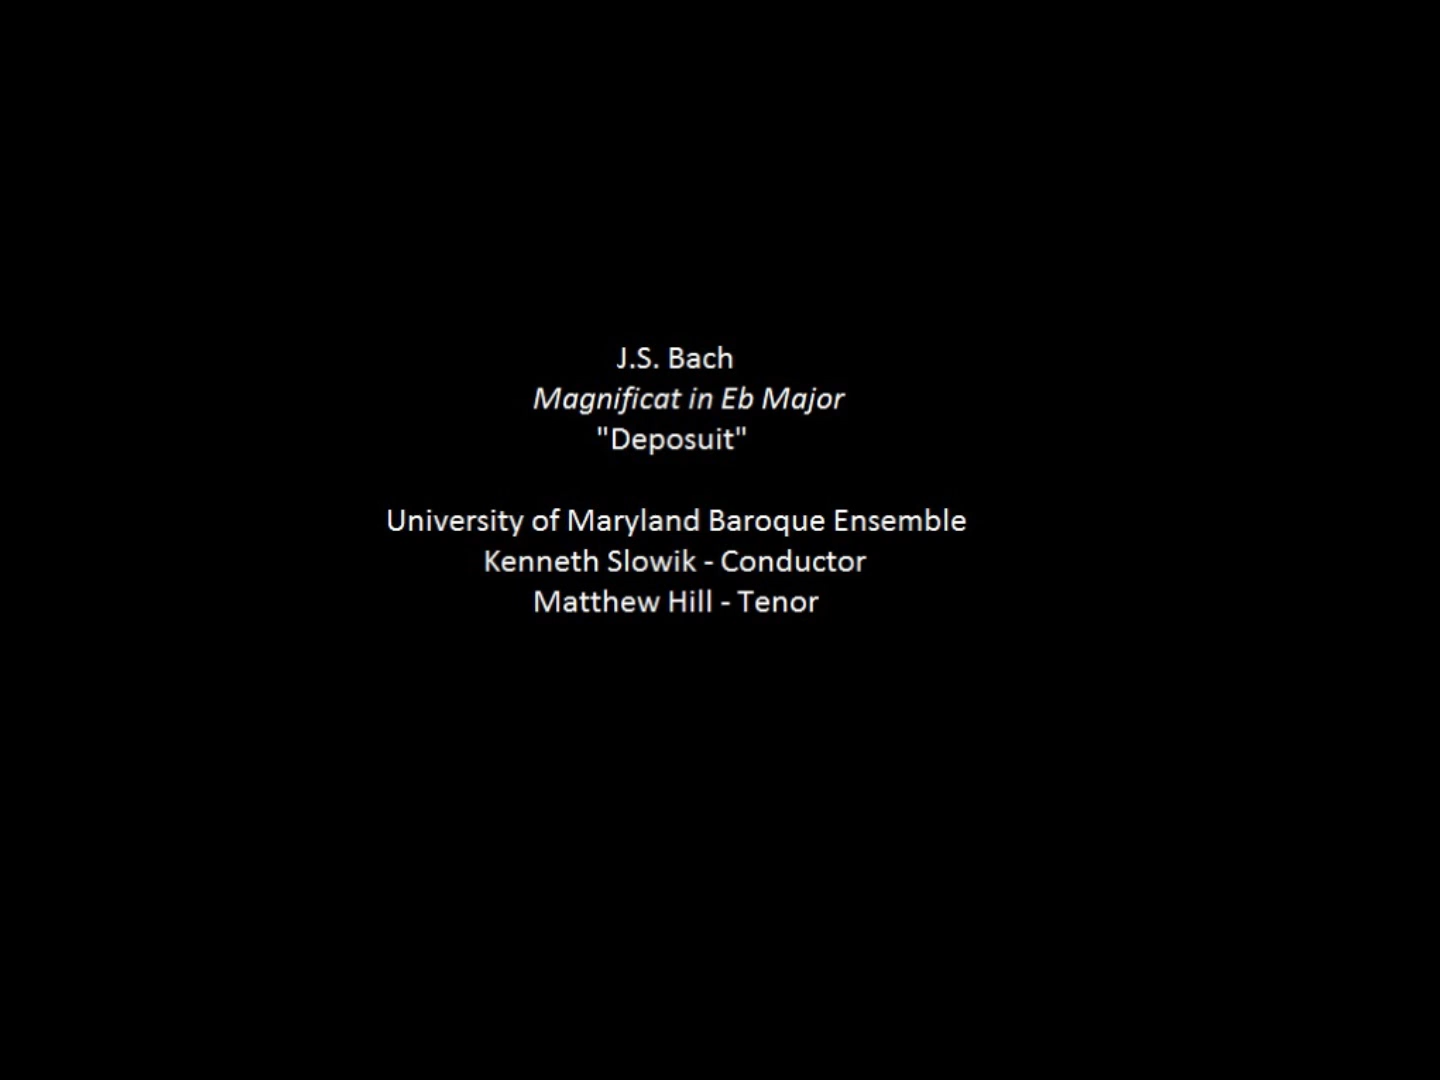 J.S. Bach
Magnificat in Eb Major
"Deposuit"
University of Maryland Baroque Ensemble
Kenneth Slowik - Conductor
Matthew Hill - Tenor